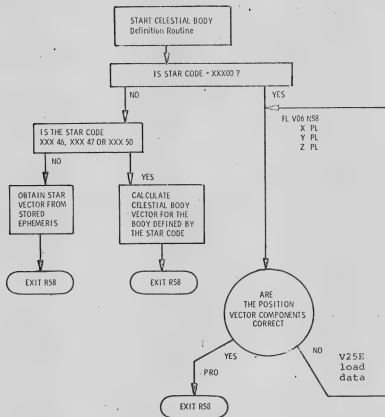 START CELESTIAL BODY
Definition Routine
IS STAR CODE = XXX00 ?
NO
YES
FL V06 N58
X PL
Y PL
Z PL
IS THE STAR CODE
XXX 46, XXX 47 OR XXX 50
NO
YES
OBTAIN STAR
VECTOR FROM
STORED
EPHEMERIS
CALCULATE
CELESTIAL BODY
VECTOR FOR THE
BODY DEFINED BY
THE STAR CODE
EXIT R58
EXIT R58
ARE
THE POSITION
VECTOR COMPONENTS
CORRECT
YES
NO
V25E
load
data
PRO
EXIT R58